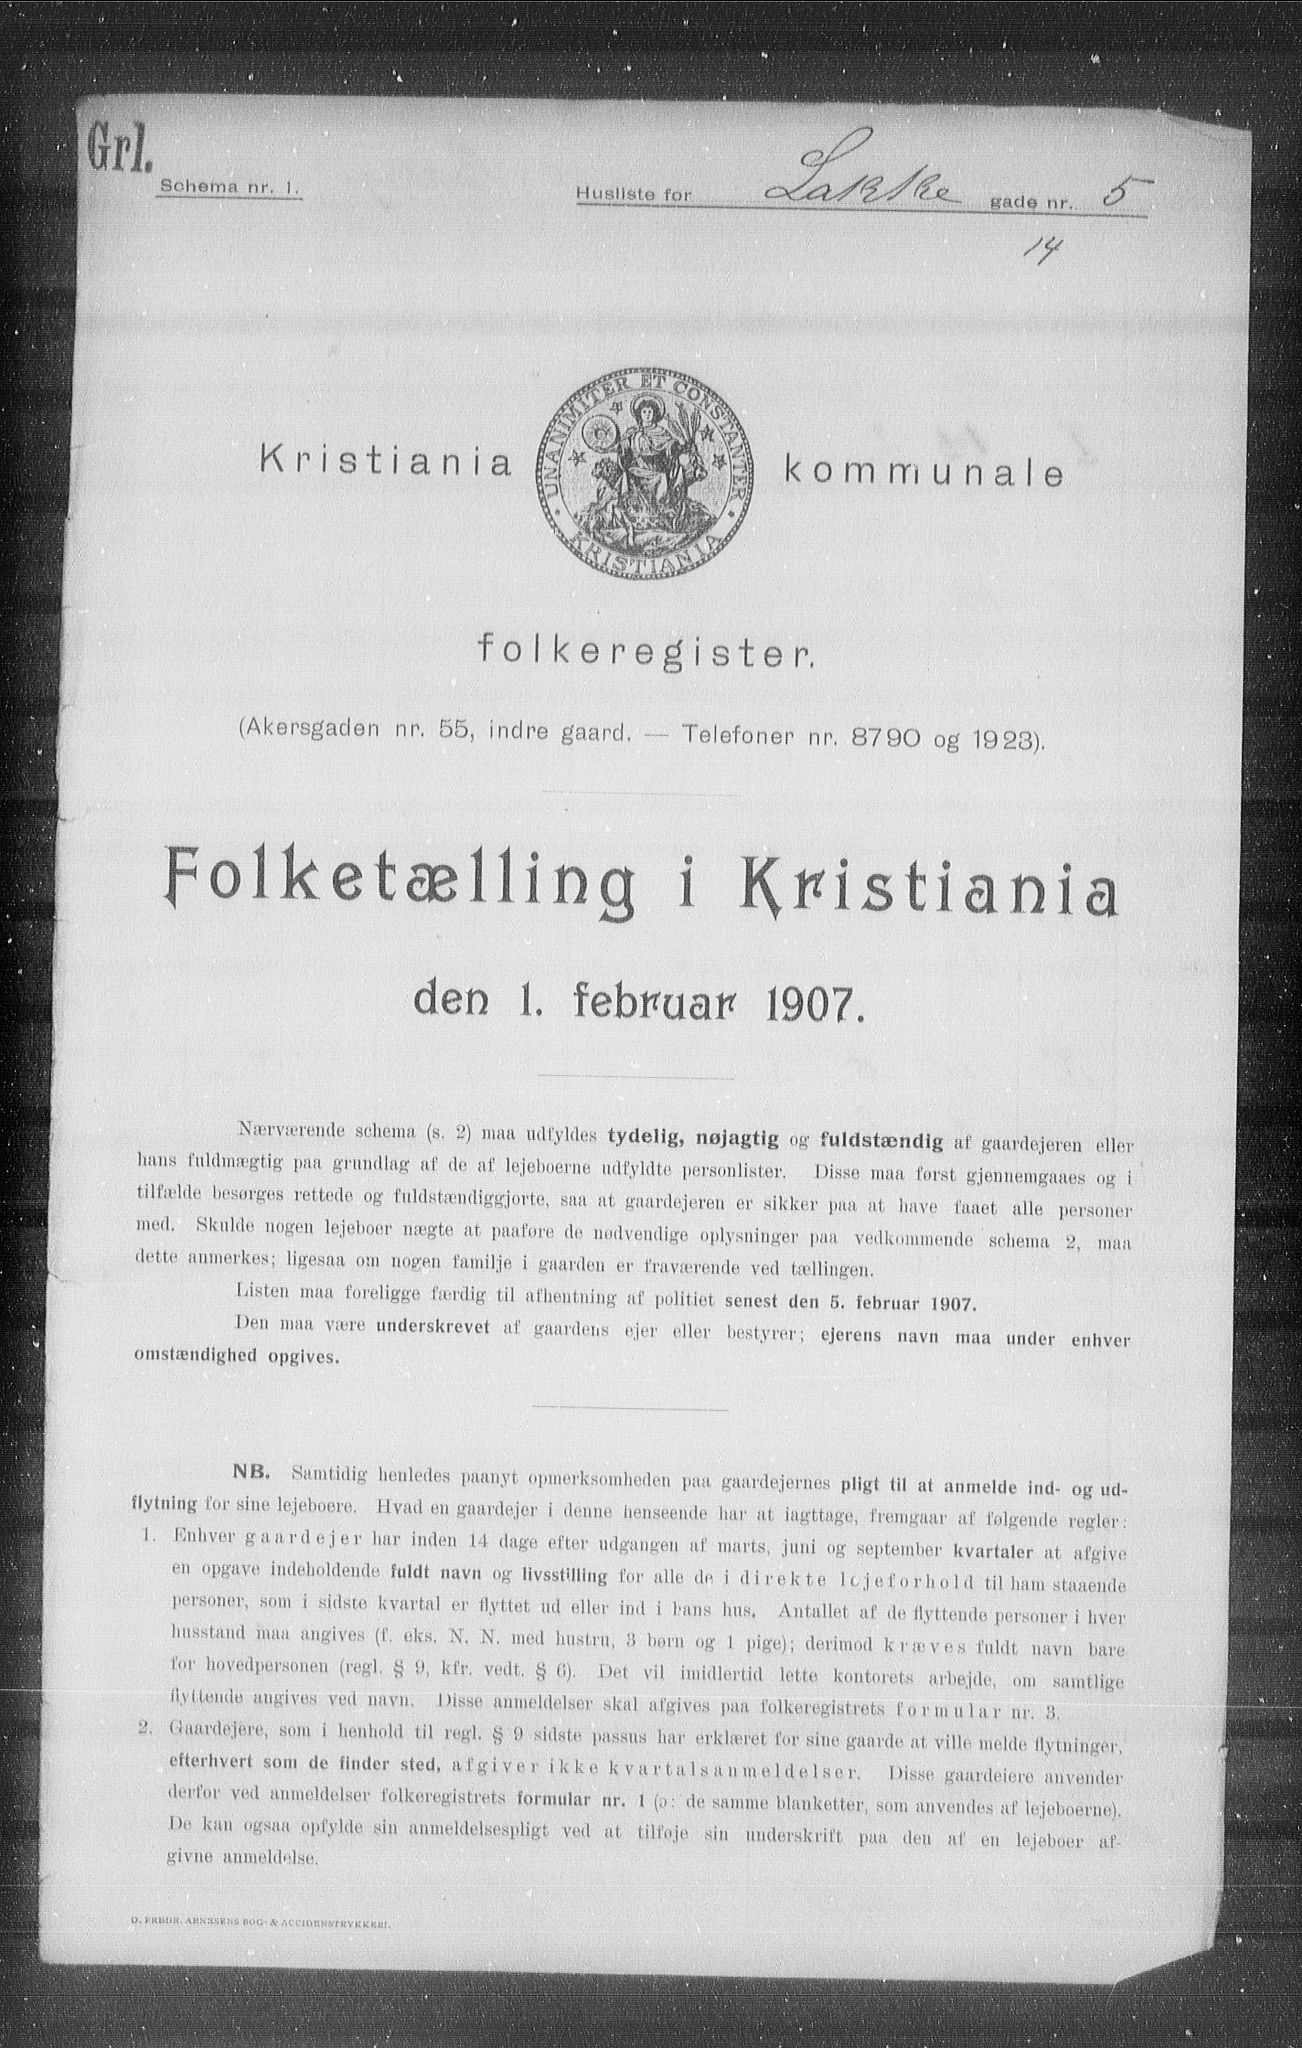 Grl.
Schema nr. 1.
Husliste for Lakke gade nr. 5
14
UNANIMITER ET CONSTANTER
KRISTIANIA
Kristiania kommunale
folkeregister.
(Akersgaden nr. 55, indre gaard. — Telefoner nr. 8790 og 1923).
Folketælling i Kristiania
den 1. februar 1907.
Nærværende schema (s. 2) maa udfyldes tydelig, nøjagtig og fuldstændig af gaardejeren eller
hans fuldmægtig paa grundlag af de af lejeboerne udfyldte personlister. Disse maa først gjennemgaaes og i
tilfælde besørges rettede og fuldstændiggjorte, saa at gaardejeren er sikker paa at have faaet alle personer
med. Skulde nogen lejeboer nægte at paaføre de nødvendige oplysninger paa vedkommende schema 2, maa
dette anmerkes; ligesaa om nogen familje i gaarden er fraværende ved tællingen.
Listen maa foreligge færdig til afhentning af politiet senest den 5. februar 1907.
Den maa være underskrevet af gaardens ejer eller bestyrer; ejerens navn maa under enhver
omstændighed opgives.
NB. Samtidig henledes paanyt opmerksomheden paa gaardejernes pligt til at anmelde ind- og ud-
flytning for sine lejeboere. Hvad en gaardejer i denne henseende har at iagttage, fremgaar af følgende regler:
1. Enhver gaardejer har inden 14 dage efter udgangen af marts, juni og september kvartaler at afgive
en opgave indeholdende fuldt navn og livsstilling for alle de i direkte lejeforhold til ham staaende
personer, som i sidste kvartal er flyttet ud eller ind i hans hus. Antallet af de flyttende personer i hver
husstand maa angives (f. eks. N. N. med hustru, 3 børn og 1 pige); derimod kræves fuldt navn bare
for hovedpersonen (regl. § 9, kfr. vedt. § 6). Det vil imidlertid lette kontorets arbejde, om samtlige
flyttende angives ved navn. Disse anmeldelser skal afgives paa folkeregistrets formular nr. 3.
2. Gaardejere, som i henhold til regl. § 9 sidste passus har erklæret for sine gaarde at ville melde flytninger,
efterhvert som de finder sted, afgiver ikke kvartalsanmeldelser. Disse gaardeiere anvender
derfor ved anmeldelser folkeregistrets formular nr. 1 (ɔ: de samme blanketter, som anvendes af lejeboerne).
De kan ogsaa opfylde sin anmeldelsespligt ved at tilføje sin underskrift paa den af en lejeboer af-
givne anmeldelse.
O. FREDR. ARNESENS BOG- & ACCIDENSTRYKKERI.